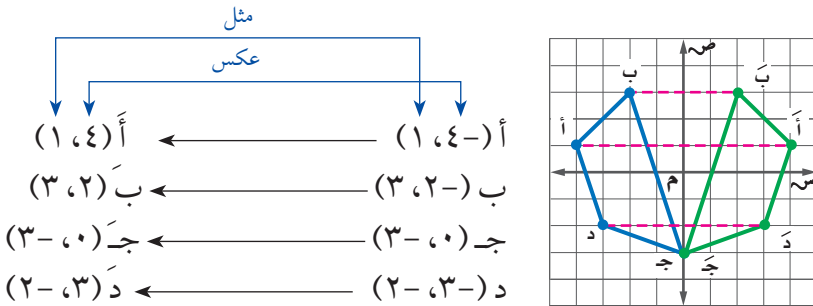 مثل
عكس
أ (-٤، ١) ← أَ (٤، ١)
ب (-٢، ٣) ← بَ (٢، ٣)
جـ (٠، -٣) ← جـَ (٠، -٣)
د (-٣، -٢) ← دَ (٣، -٢)
ص
بَ ب
أَ أ
س
م
دَ د
جـَ جـ